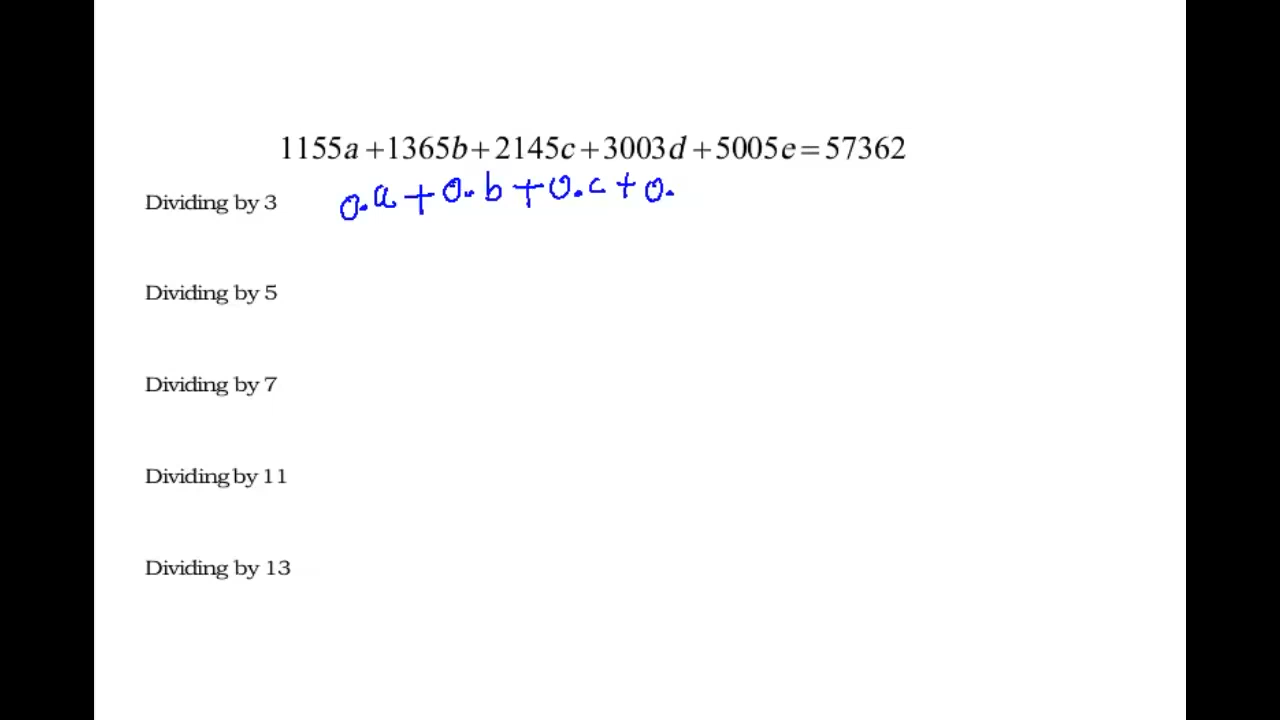 1155a +1365b+2145c+3003d +5005e=57362
Dividing by 3 0.a + 0.b + 0.c + 0.
Dividing by 5
Dividing by 7
Dividing by 11
Dividing by 13